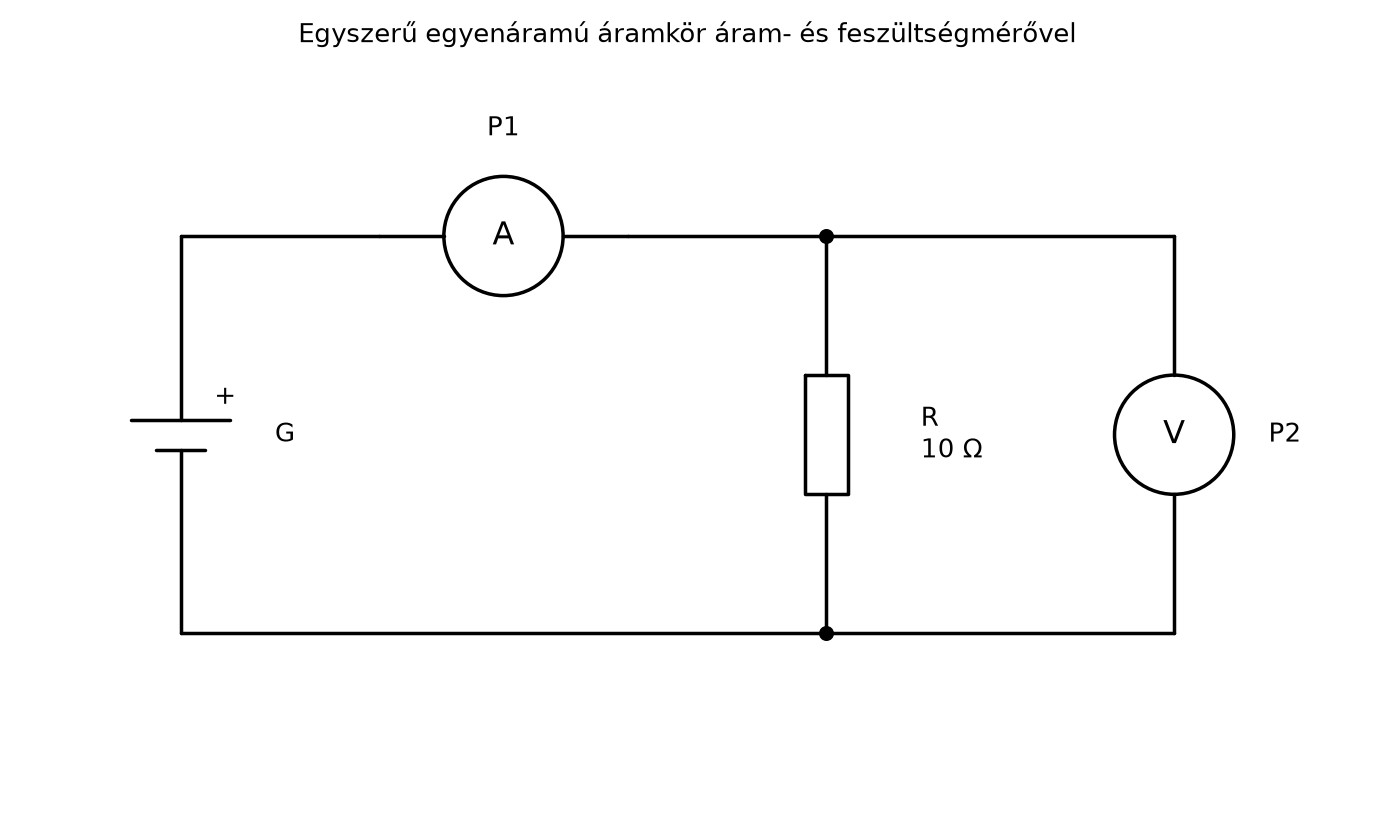 Egyszerű egyenáramú áramkör áram- és feszültségmérővel
P1
A
+
G
R
10 Ω
V
P2